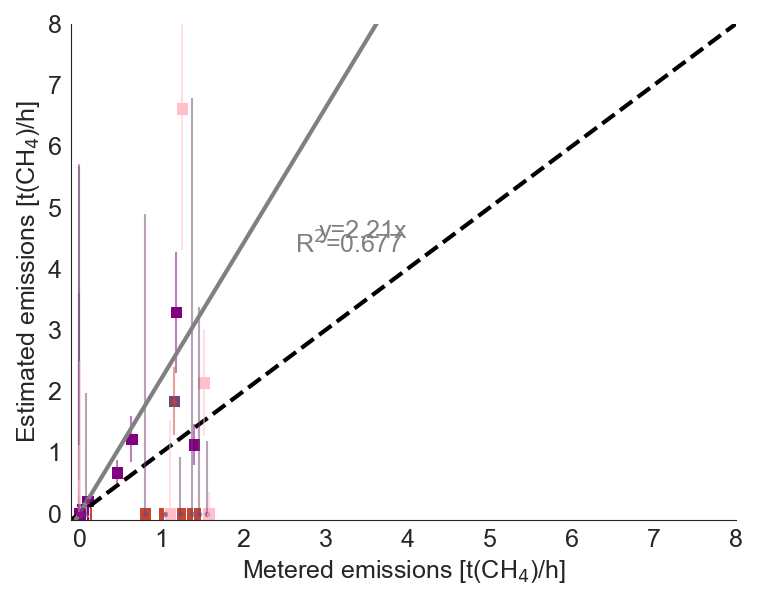 8
7
6
5
4
3
2
1
0
Estimated emissions [t(CH₄)/h]
y=2.21x
R²=0.677
0 1 2 3 4 5 6 7 8
Metered emissions [t(CH₄)/h]